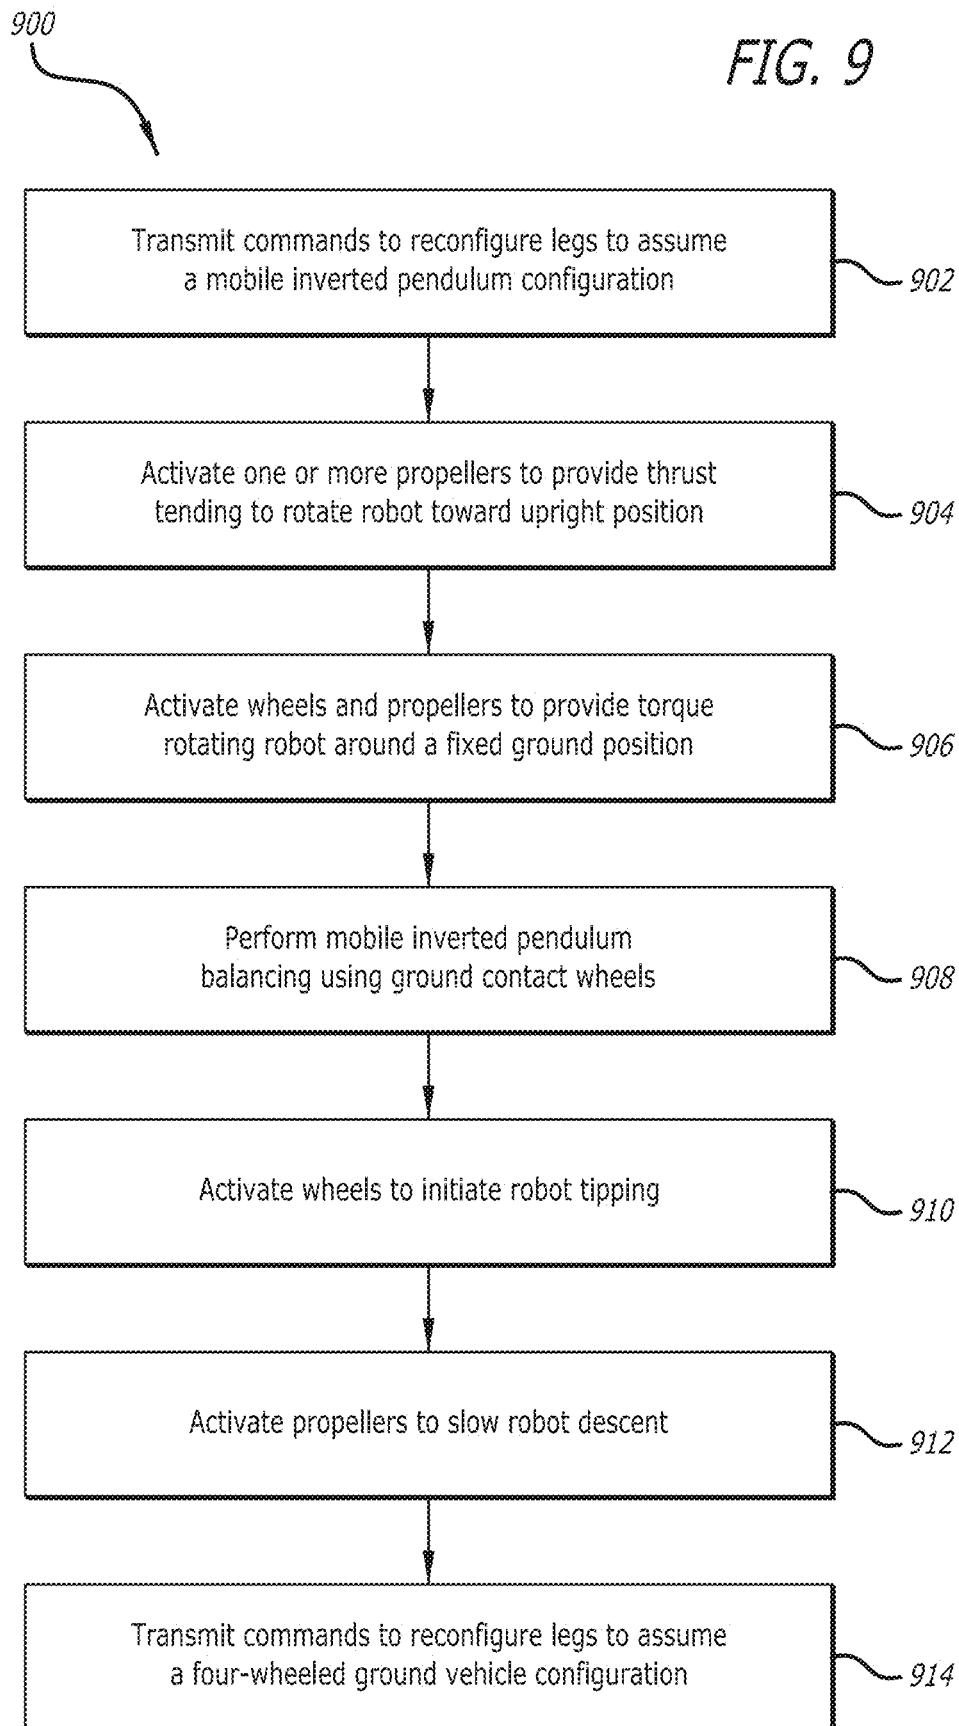 900
FIG. 9
Transmit commands to reconfigure legs to assume
a mobile inverted pendulum configuration
902
Activate one or more propellers to provide thrust
tending to rotate robot toward upright position
904
Activate wheels and propellers to provide torque
rotating robot around a fixed ground position
906
Perform mobile inverted pendulum
balancing using ground contact wheels
908
Activate wheels to initiate robot tipping
910
Activate propellers to slow robot descent
912
Transmit commands to reconfigure legs to assume
a four-wheeled ground vehicle configuration
914